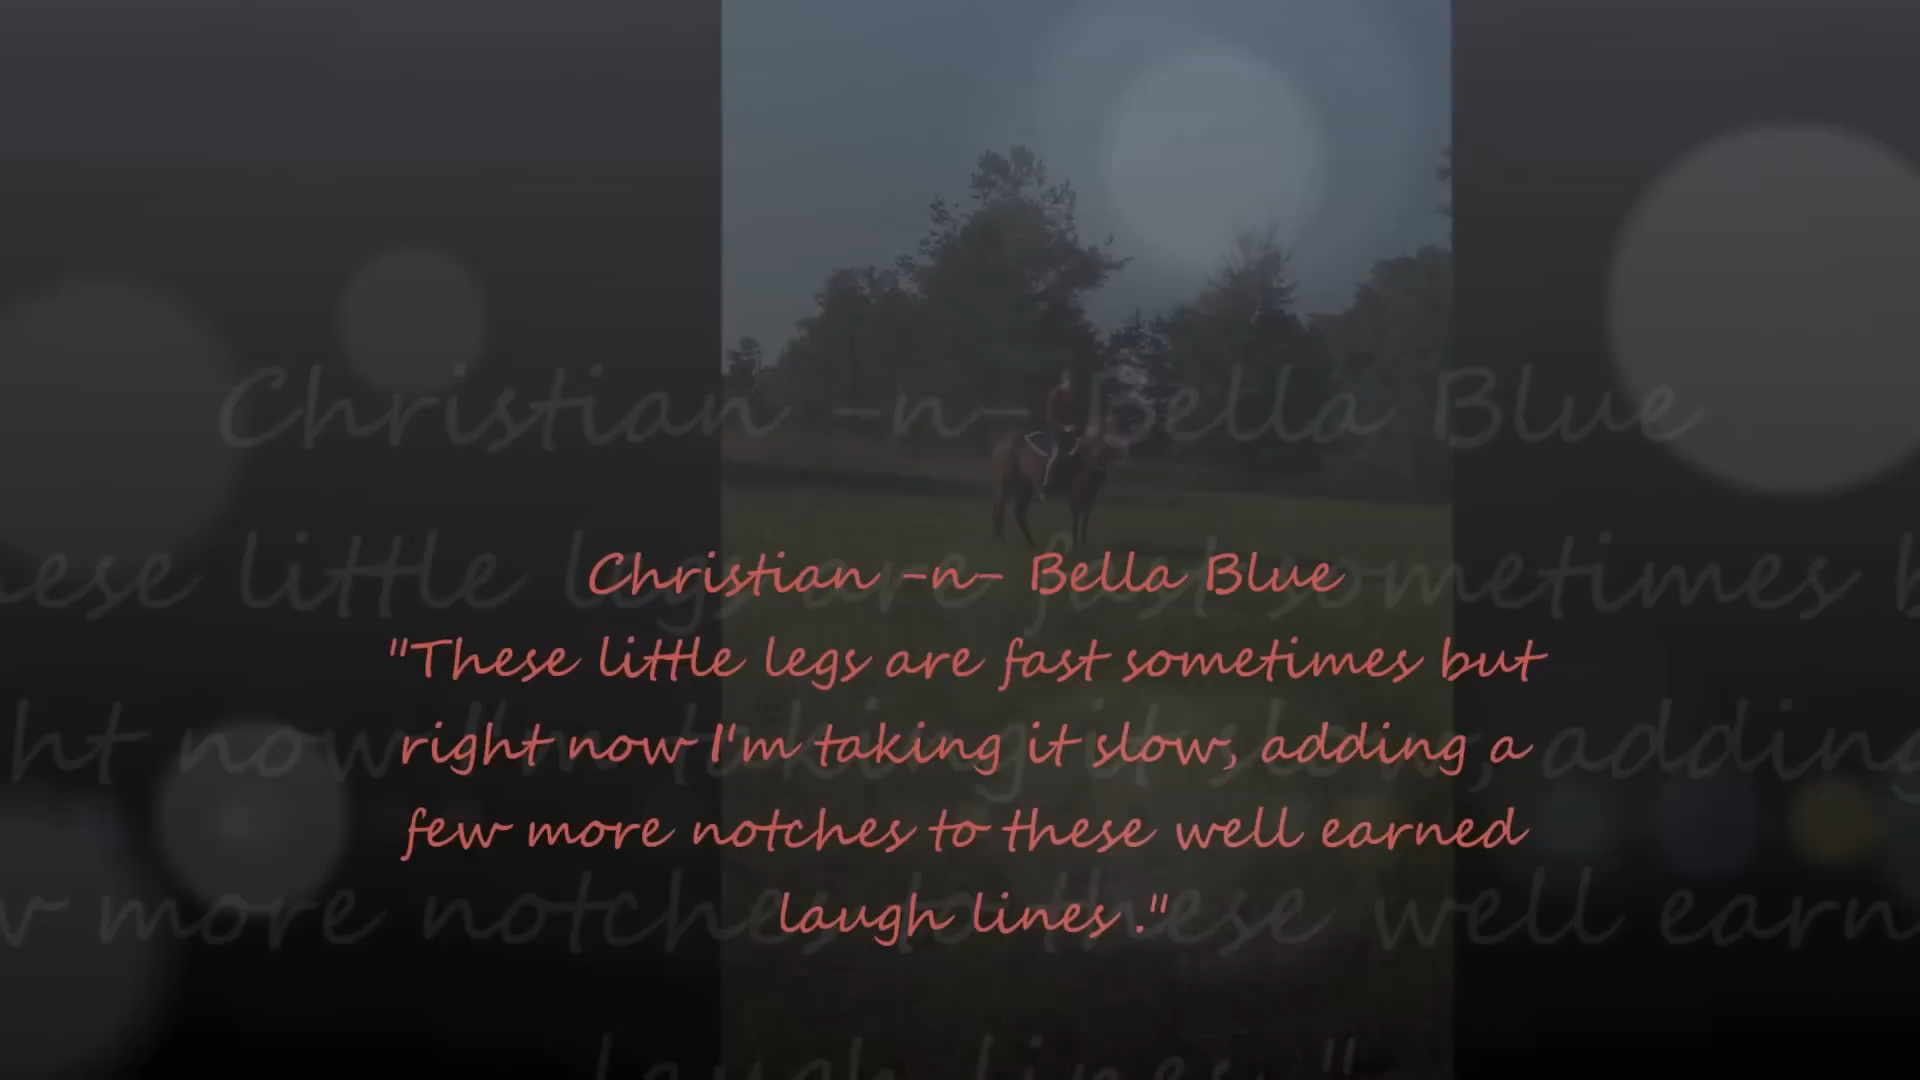 Christian -n- Bella Blue
"These little legs are fast sometimes but
right now I'm taking it slow, adding a
few more notches to these well earned
laugh lines ."